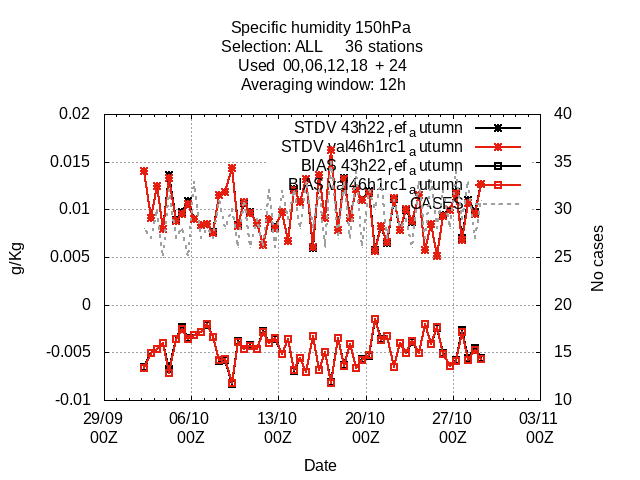 Specific humidity 150hPa
Selection: ALL 36 stations
Used 00,06,12,18 + 24
Averaging window: 12h
0.02
0.015
0.01
0.005
0
-0.005
-0.01
g/Kg
40
35
30
25
20
15
10
No cases
STDV 43h22_ref_autumn
STDV val46h1rc1_autumn
BIAS 43h22_ref_autumn
BIAS val46h1rc1_autumn
CASES
29/09 06/10 13/10 20/10 27/10 03/11
00Z 00Z 00Z 00Z 00Z 00Z
Date